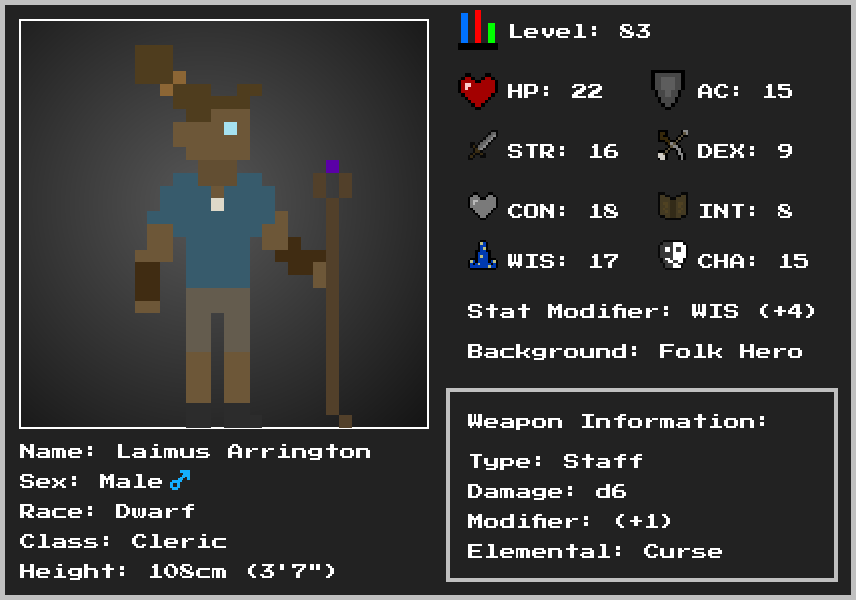 Level: 83
HP: 22 AC: 15
STR: 16 DEX: 9
CON: 18 INT: 8
WIS: 17 CHA: 15
Stat Modifier: WIS (+4)
Background: Folk Hero
Weapon Information:
Type: Staff
Damage: d6
Modifier: (+1)
Elemental: Curse
Name: Laimus Arrington
Sex: Male ♂
Race: Dwarf
Class: Cleric
Height: 108cm (3'7")